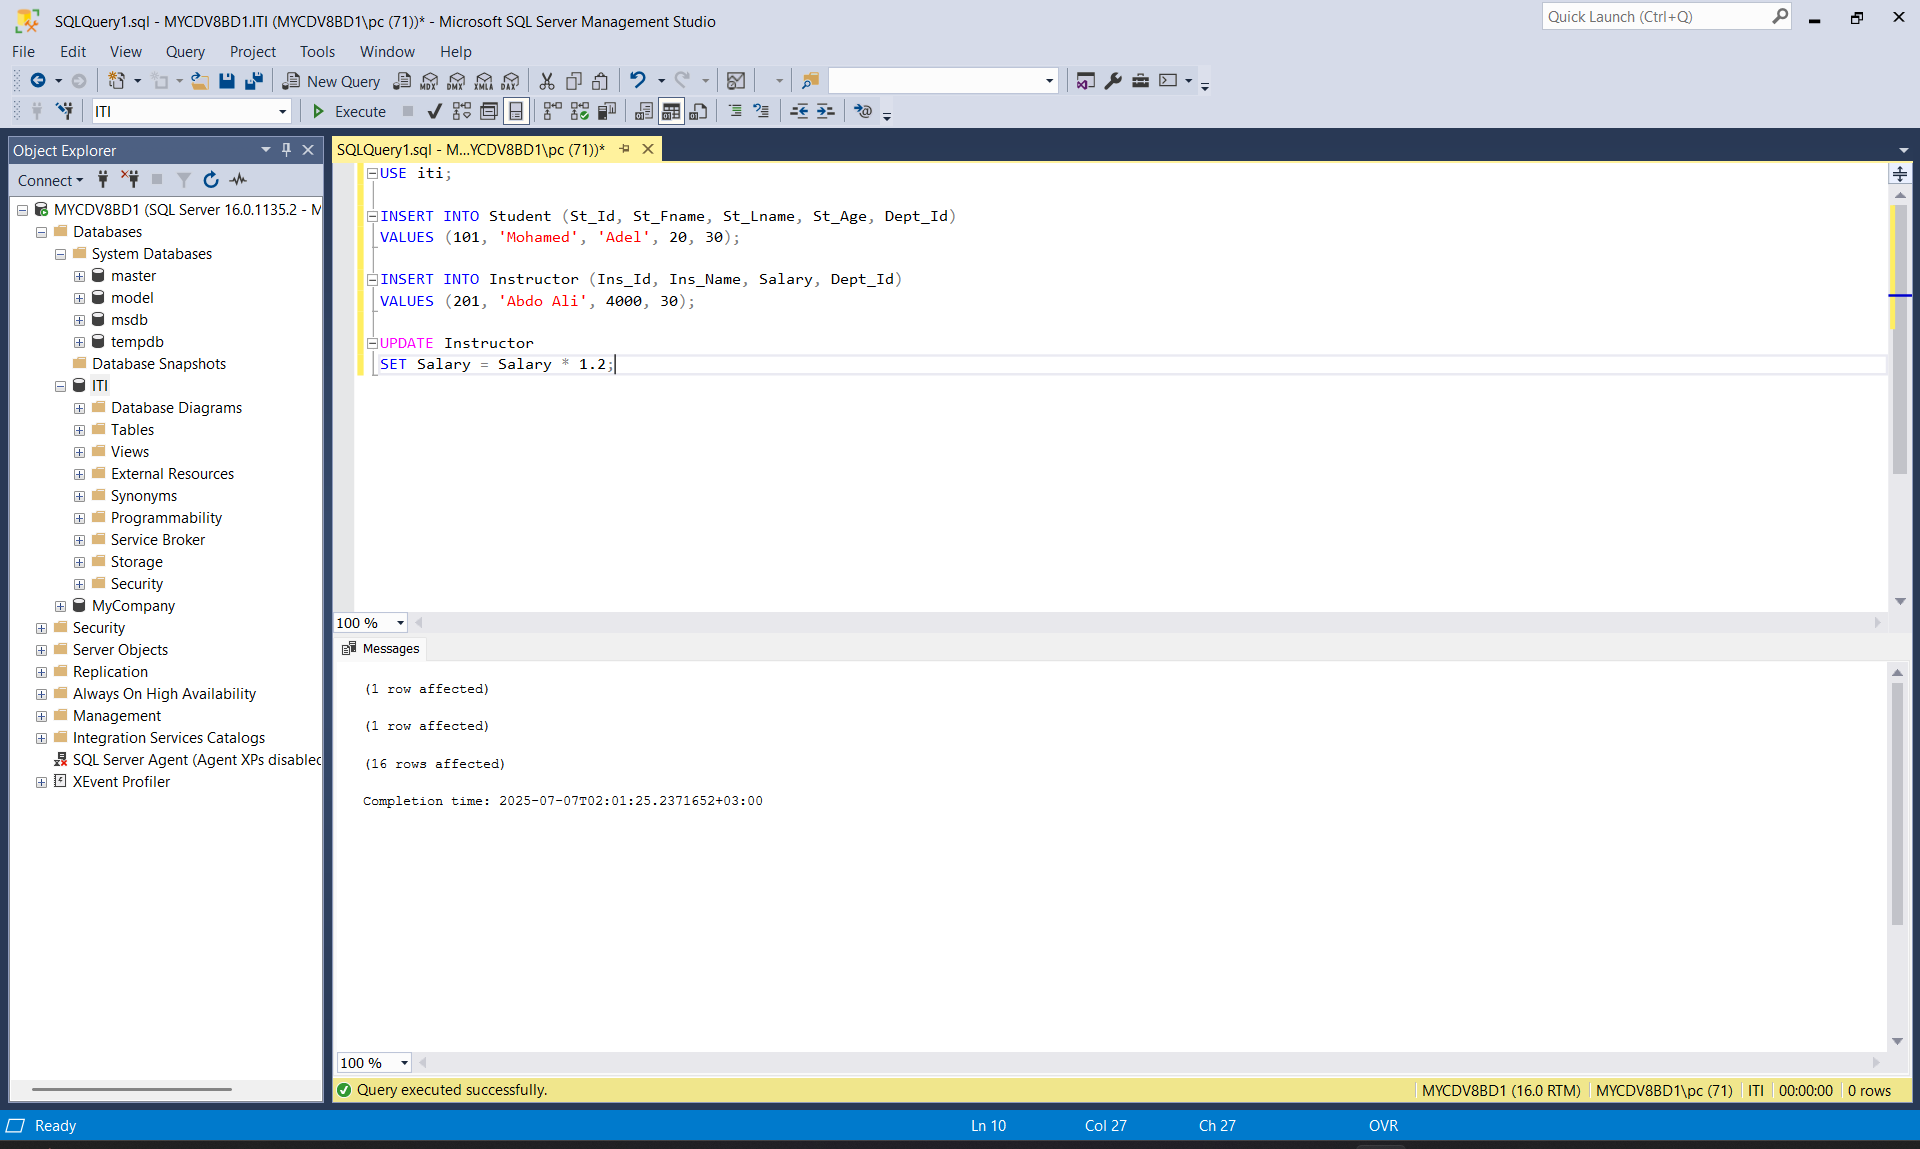 SQLQuery1.sql - MYCDV8BD1.ITI (MYCDV8BD1\pc (71))* - Microsoft SQL Server Management Studio
Quick Launch (Ctrl+Q)
File Edit View Query Project Tools Window Help
New Query
MDX DMX XMLA DAX
ITI
Execute
Object Explorer
Connect
MYCDV8BD1 (SQL Server 16.0.1135.2 - M
Databases
System Databases
master
model
msdb
tempdb
Database Snapshots
ITI
Database Diagrams
Tables
Views
External Resources
Synonyms
Programmability
Service Broker
Storage
Security
MyCompany
Security
Server Objects
Replication
Always On High Availability
Management
Integration Services Catalogs
SQL Server Agent (Agent XPs disabled
XEvent Profiler
SQLQuery1.sql - M...YCDV8BD1\pc (71))*
USE iti;
INSERT INTO Student (St_Id, St_Fname, St_Lname, St_Age, Dept_Id)
VALUES (101, 'Mohamed', 'Adel', 20, 30);
INSERT INTO Instructor (Ins_Id, Ins_Name, Salary, Dept_Id)
VALUES (201, 'Abdo Ali', 4000, 30);
UPDATE Instructor
SET Salary = Salary * 1.2;
100 %
Messages
(1 row affected)
(1 row affected)
(16 rows affected)
Completion time: 2025-07-07T02:01:25.2371652+03:00
100 %
Query executed successfully.
MYCDV8BD1 (16.0 RTM) MYCDV8BD1\pc (71) ITI 00:00:00 0 rows
Ready
Ln 10 Col 27 Ch 27 OVR